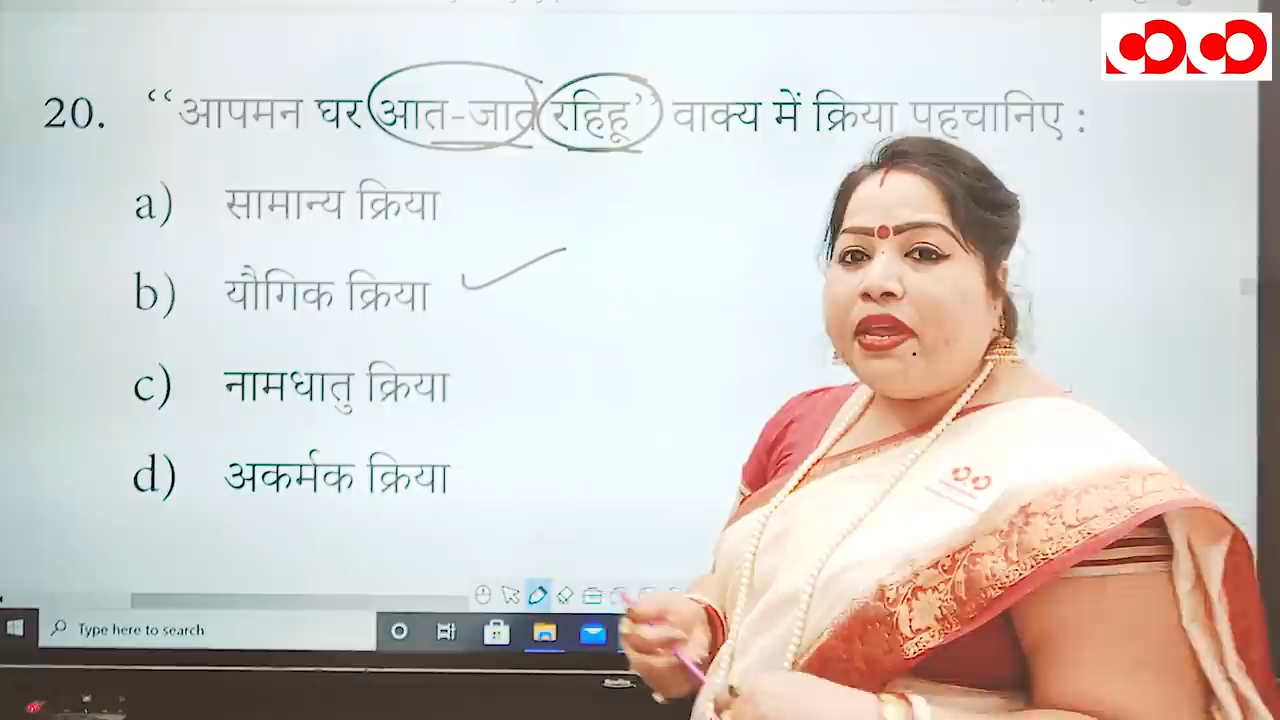 20. “आपमन घर आत-जात रहिहू” वाक्य में क्रिया पहचानिए :
a) सामान्य क्रिया
b) यौगिक क्रिया
c) नामधातु क्रिया
d) अकर्मक क्रिया
Type here to search